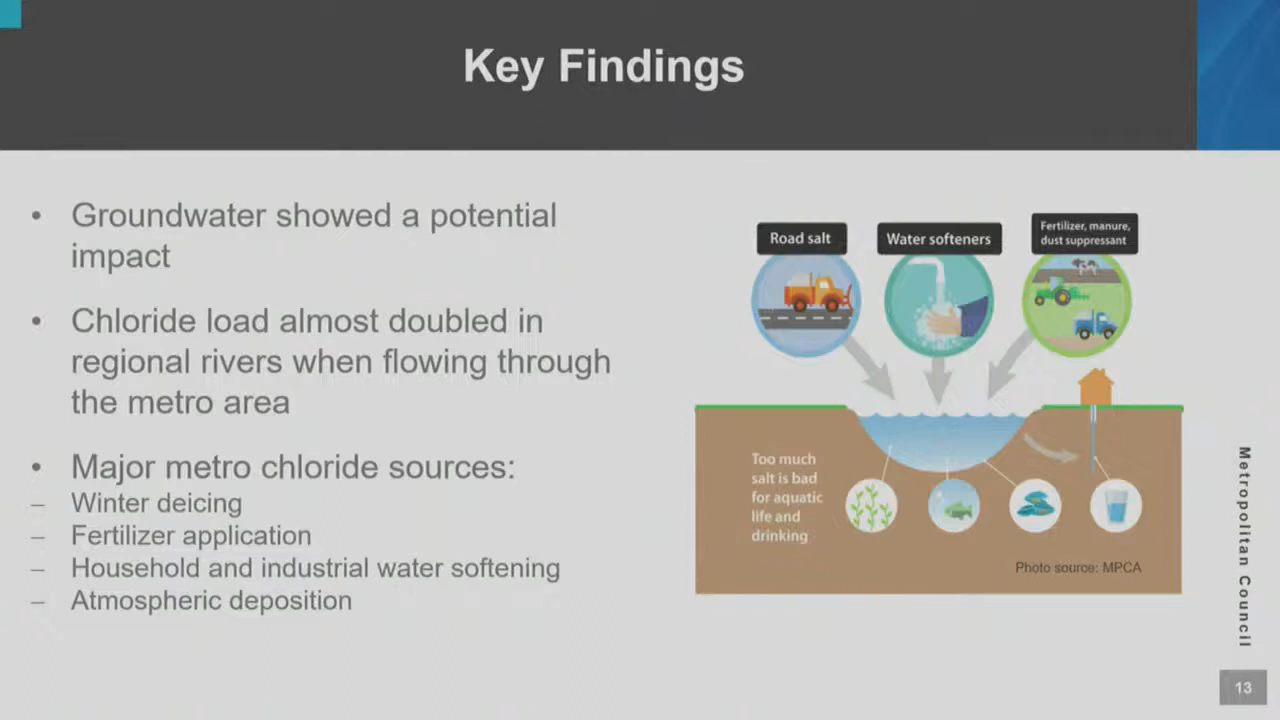 Key Findings
• Groundwater showed a potential
impact
• Chloride load almost doubled in
regional rivers when flowing through
the metro area
• Major metro chloride sources:
– Winter deicing
– Fertilizer application
– Household and industrial water softening
– Atmospheric deposition
Road salt
Water softeners
Fertilizer, manure,
dust suppressant
Too much
salt is bad
for aquatic
life and
drinking
Photo source: MPCA
Metropolitan Council
13